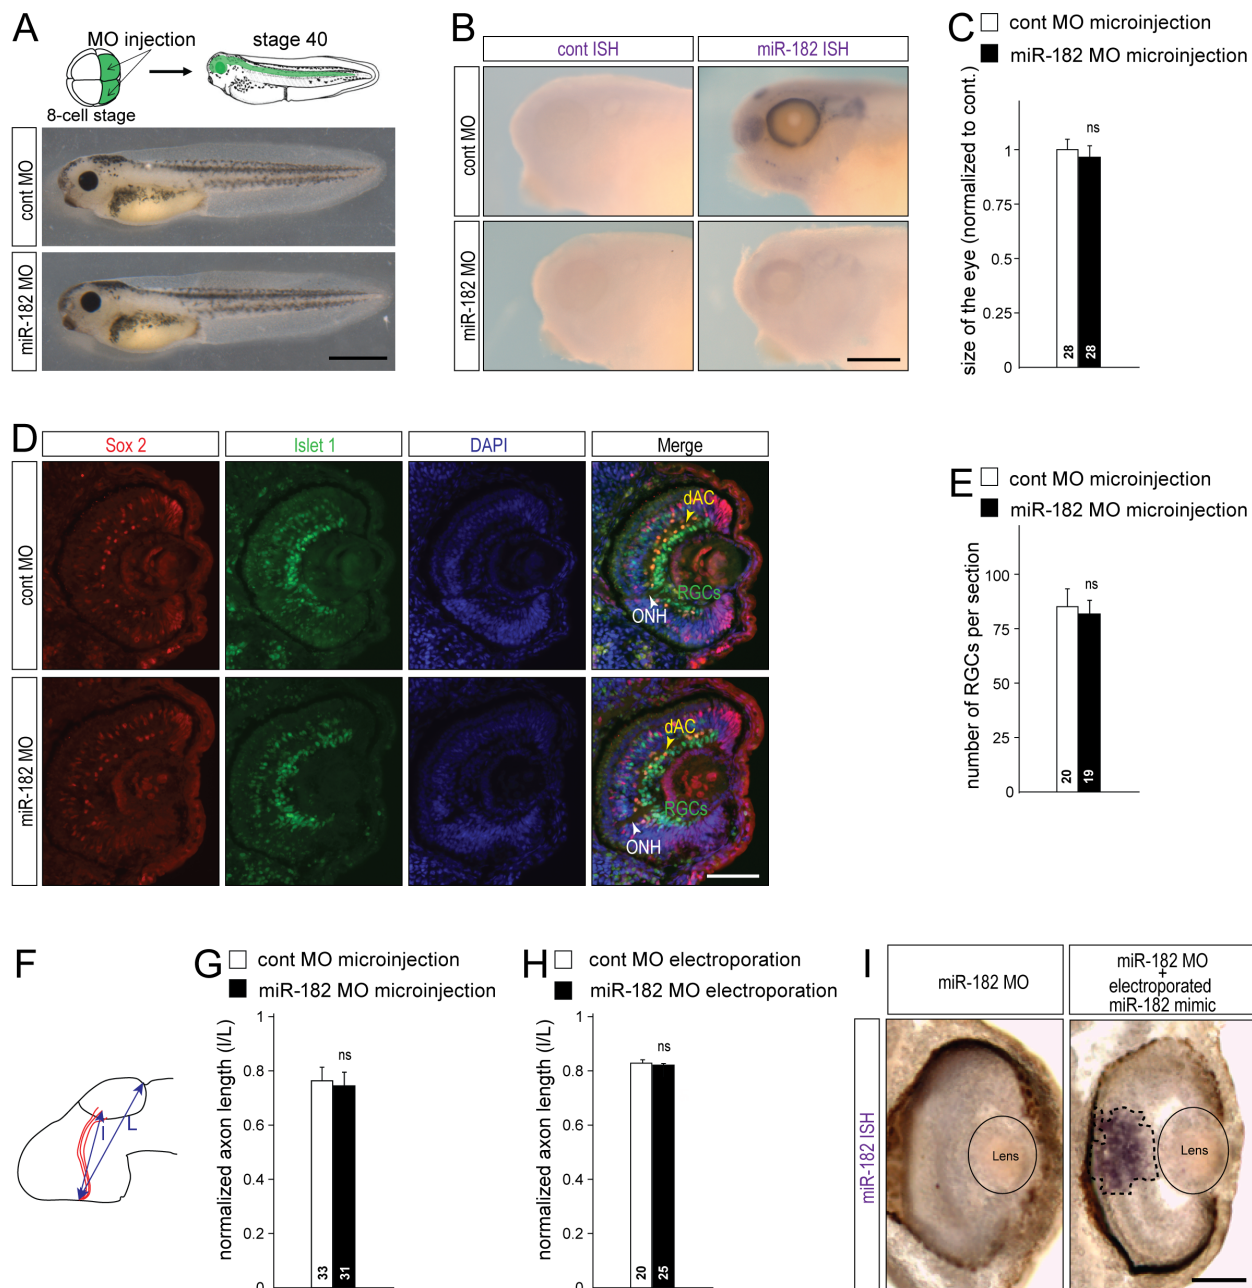 A
MO injection
stage 40
8-cell stage
cont MO
miR-182 MO
B
cont ISH
miR-182 ISH
cont MO
miR-182 MO
C
cont MO microinjection
miR-182 MO microinjection
size of the eye (normalized to cont.)
1
0.75
0.5
0.25
0
ns
28
28
D
Sox 2
Islet 1
DAPI
Merge
cont MO
dAC
RGCs
ONH
miR-182 MO
dAC
RGCs
ONH
E
cont MO microinjection
miR-182 MO microinjection
number of RGCs per section
100
75
50
25
0
ns
20
19
F
l
L
G
cont MO microinjection
miR-182 MO microinjection
normalized axon length (l/L)
1
0.8
0.6
0.4
0.2
0
ns
33
31
H
cont MO electroporation
miR-182 MO electroporation
normalized axon length (l/L)
1
0.8
0.6
0.4
0.2
0
ns
20
25
I
miR-182 MO
miR-182 MO
+
electroporated
miR-182 mimic
miR-182 ISH
Lens
Lens